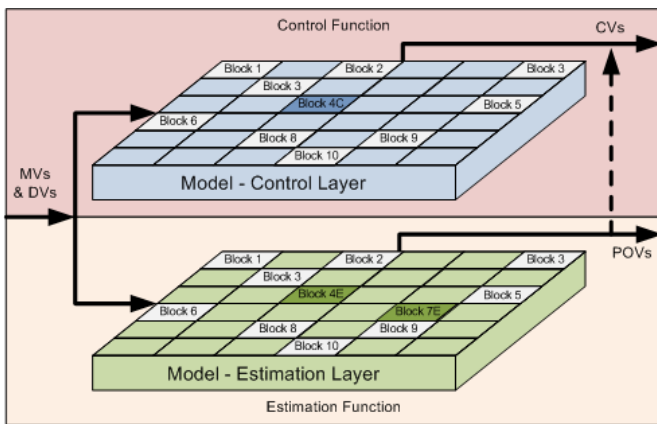 Control Function
CVs
Block 1
Block 2
Block 3
Block 3
Block 4C
Block 5
Block 6
Block 8
Block 9
Block 10
Model - Control Layer
MVs
& DVs
POVs
Block 1
Block 2
Block 3
Block 3
Block 4E
Block 5
Block 6
Block 7E
Block 8
Block 9
Block 10
Model - Estimation Layer
Estimation Function